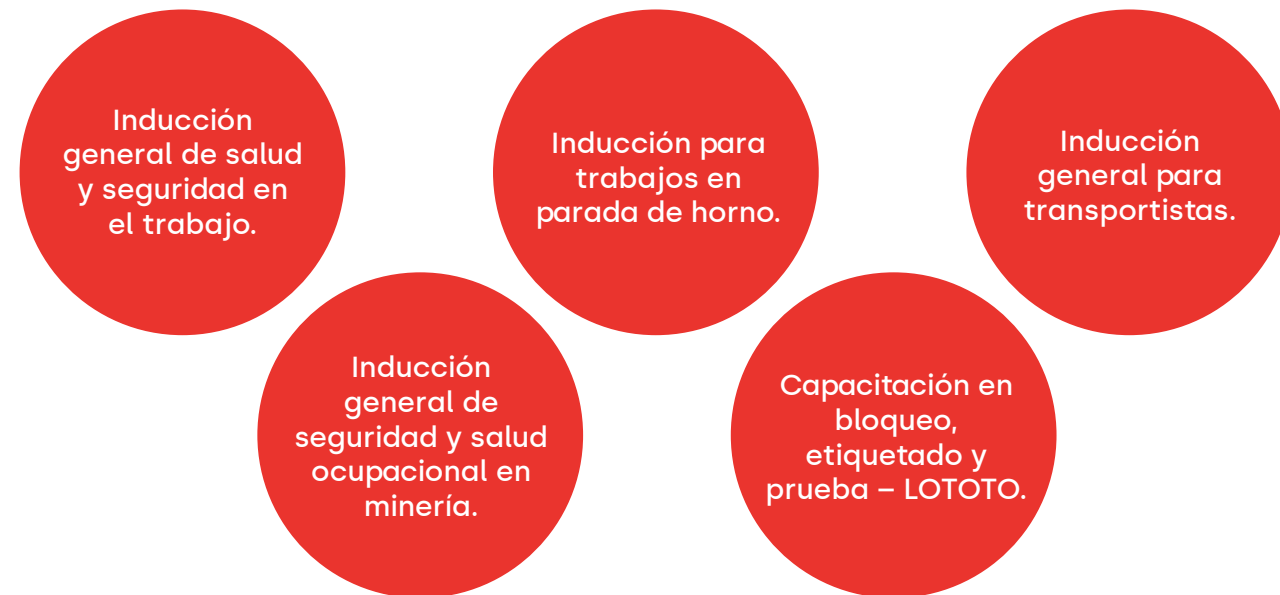 Inducción
general de salud
y seguridad en
el trabajo.
Inducción para
trabajos en
parada de horno.
Inducción
general para
transportistas.
Inducción
general de
seguridad y salud
ocupacional en
minería.
Capacitación en
bloqueo,
etiquetado y
prueba – LOTOTO.